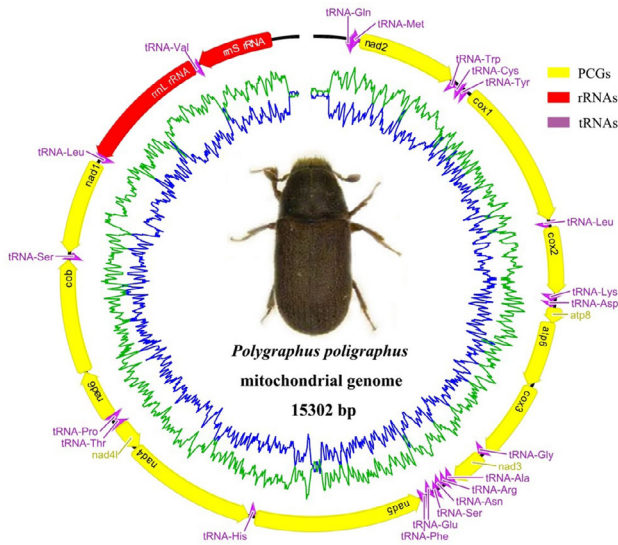 tRNA-Gln
tRNA-Met
nad2
tRNA-Trp
tRNA-Cys
tRNA-Tyr
cox1
tRNA-Leu
cox2
tRNA-Lys
tRNA-Asp
atp8
atp6
cox3
tRNA-Gly
nad3
tRNA-Ala
tRNA-Arg
tRNA-Asn
tRNA-Ser
tRNA-Glu
tRNA-Phe
nad5
tRNA-His
nad4
nad4l
tRNA-Thr
tRNA-Pro
nad6
cob
tRNA-Ser
nad1
tRNA-Leu
rrnL rRNA
tRNA-Val
rrnS rRNA
PCGs
rRNAs
tRNAs
Polygraphus poligraphus
mitochondrial genome
15302 bp